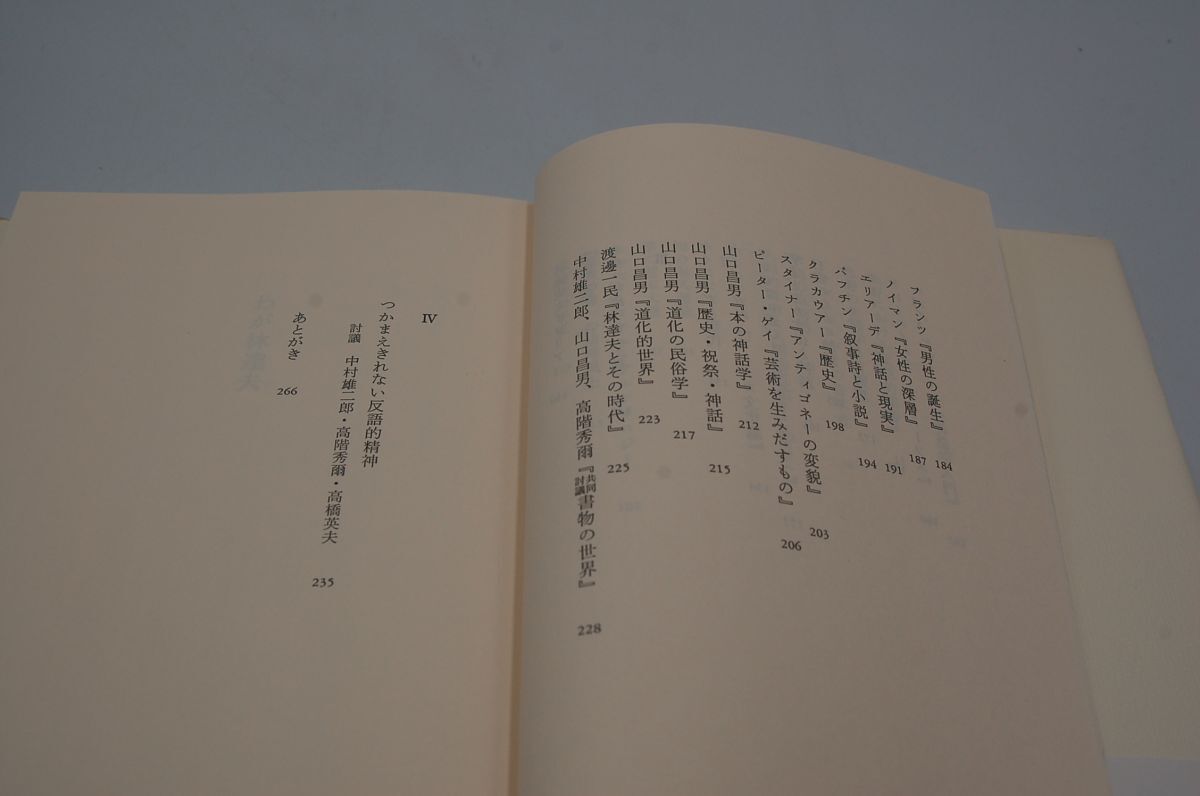 フランツ『男性の誕生』 184
ノイマン『女性の深層』 187
エリアーデ『神話と現実』 191
バフチン『叙事詩と小説』 194
クラカウアー『歴史』 198
スタイナー『アンティゴネーの変貌』 203
ピーター・ゲイ『芸術を生みだすもの』 206
山口昌男『本の神話学』 212
山口昌男『歴史・祝祭・神話』 215
山口昌男『道化の民俗学』 217
山口昌男『道化的世界』 223
渡邊一民『林達夫とその時代』 225
中村雄二郎、山口昌男、高階秀爾『共同討議書物の世界』 228
IV
つかまえきれない反語的精神
討議 中村雄二郎・高階秀爾・高橋英夫 235
あとがき 266